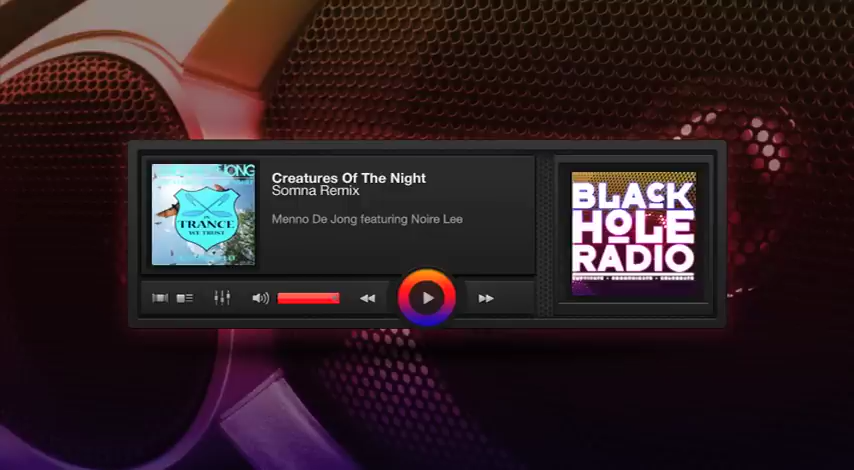 JONG
IN
TRANCE
WE TRUST
Creatures Of The Night
Somna Remix
Menno De Jong featuring Noire Lee
BLACK
HOLE
RADIO